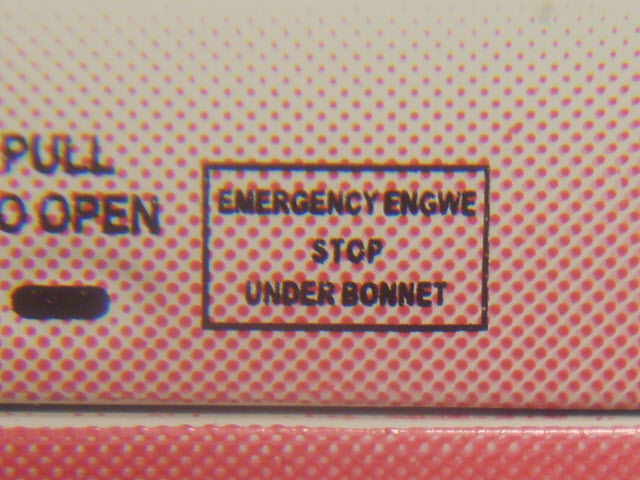 PULL
O OPEN
EMERGENCY ENGWE
STOP
UNDER BONNET